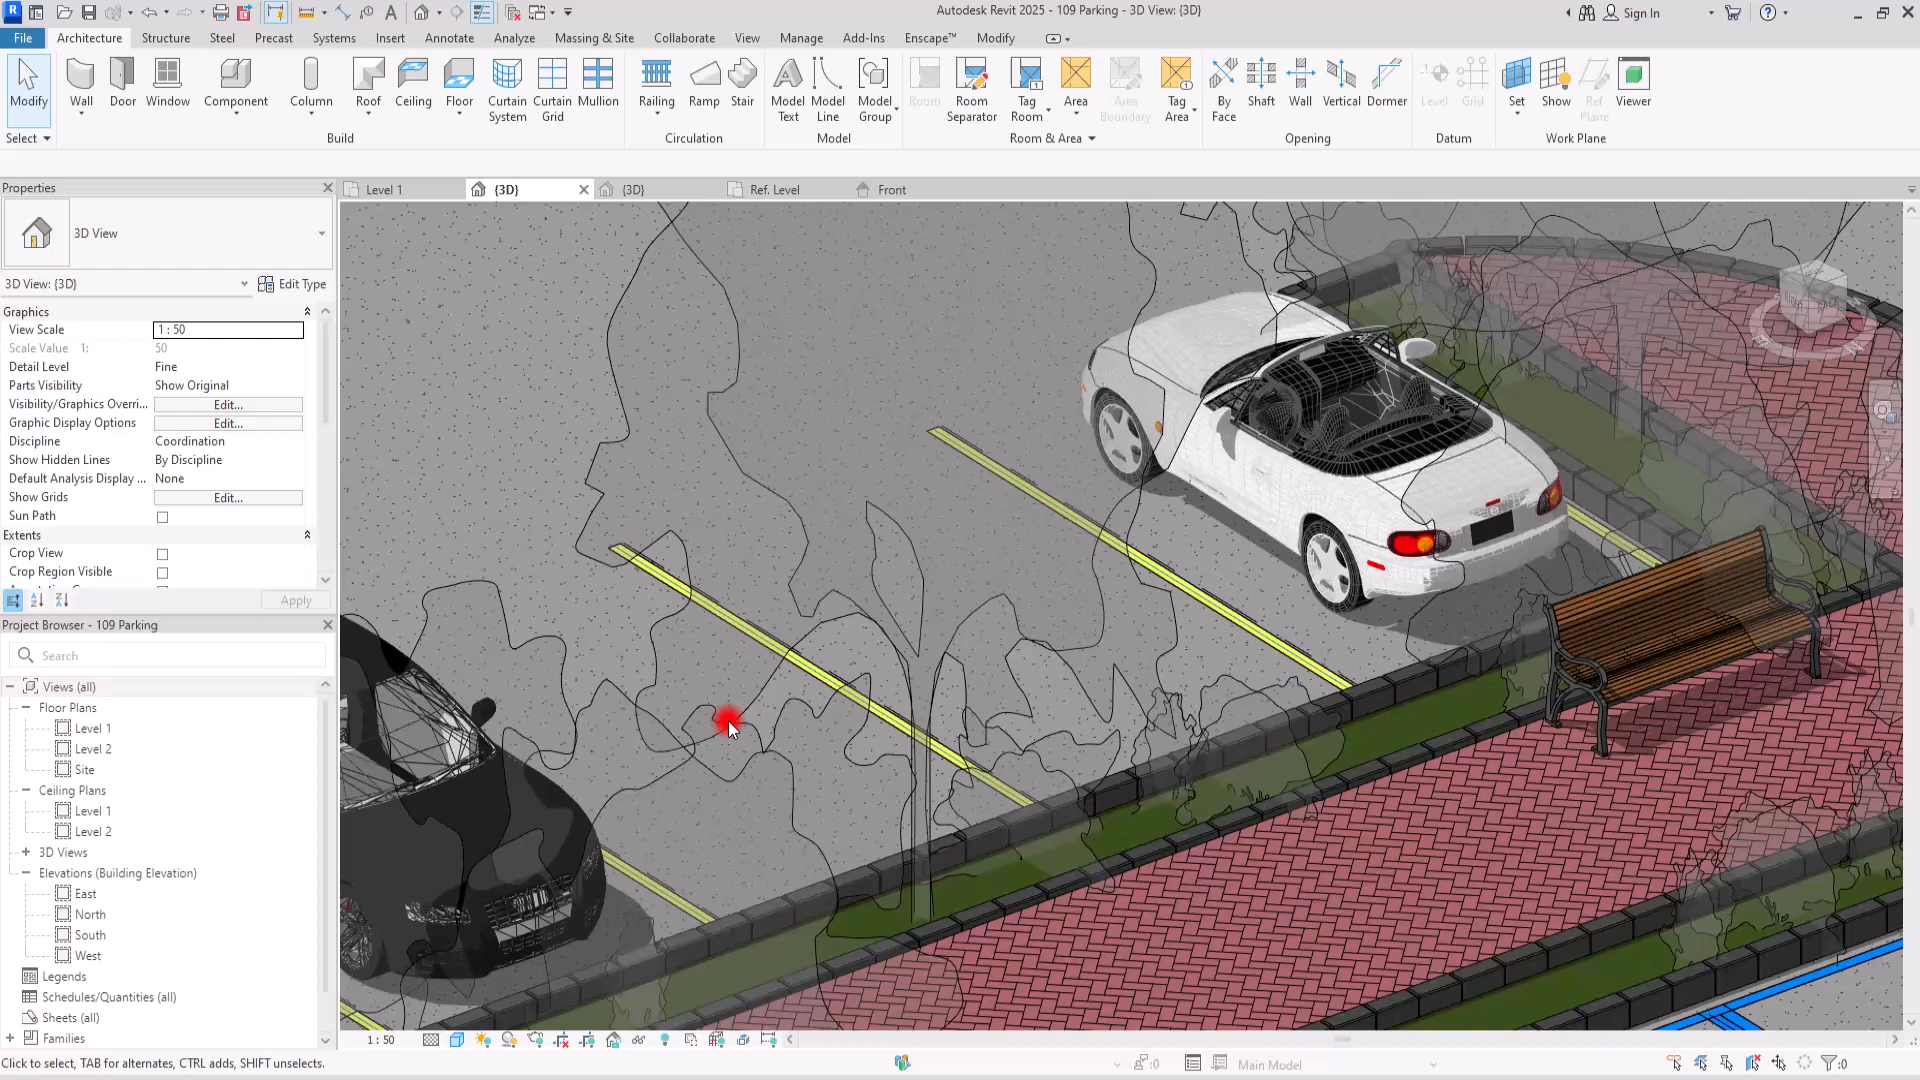 Autodesk Revit 2025 - 109 Parking - 3D View: {3D}
Sign In
File
Architecture
Structure
Steel
Precast
Systems
Insert
Annotate
Analyze
Massing & Site
Collaborate
View
Manage
Add-Ins
Enscape™
Modify
Modify
Wall
Door
Window
Component
Column
Roof
Ceiling
Floor
Curtain System
Curtain Grid
Mullion
Railing
Ramp
Stair
Model Text
Model Line
Model Group
Room
Room Separator
Tag Room
Area
Area Boundary
Tag Area
By Face
Shaft
Wall
Vertical
Dormer
Level
Grid
Set
Show
Ref Plane
Viewer
Select
Build
Circulation
Model
Room & Area
Opening
Datum
Work Plane
Properties
Level 1
{3D}
{3D}
Ref. Level
Front
3D View
3D View: {3D}
Edit Type
Graphics
View Scale 1 : 50
Scale Value 1: 50
Detail Level Fine
Parts Visibility Show Original
Visibility/Graphics Overri... Edit...
Graphic Display Options Edit...
Discipline Coordination
Show Hidden Lines By Discipline
Default Analysis Display ... None
Show Grids Edit...
Sun Path
Extents
Crop View
Crop Region Visible
Apply
Project Browser - 109 Parking
Search
Views (all)
Floor Plans
Level 1
Level 2
Site
Ceiling Plans
Level 1
Level 2
3D Views
Elevations (Building Elevation)
East
North
South
West
Legends
Schedules/Quantities (all)
Sheets (all)
Families
1 : 50
Click to select, TAB for alternates, CTRL adds, SHIFT unselects.
:0
Main Model
:0